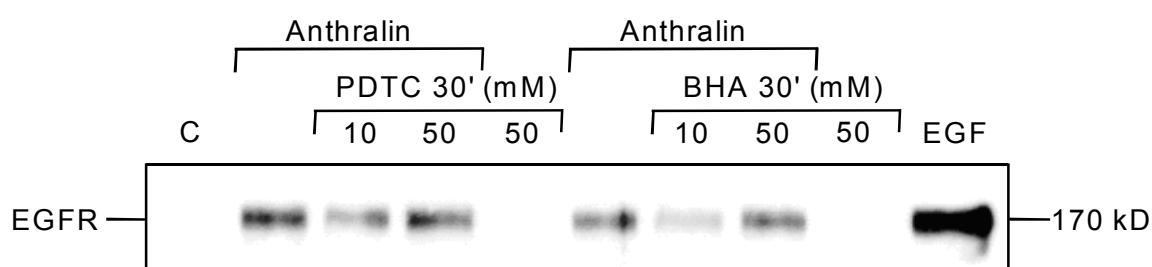 Anthralin Anthralin
PDTC 30' (mM) BHA 30' (mM)
C 10 50 50 10 50 50 EGF
EGFR 170 kD